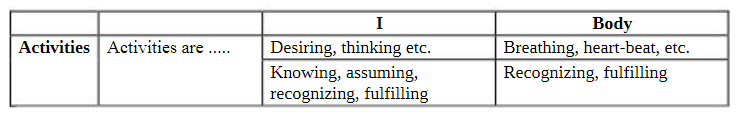 I Body
Activities Activities are ..... Desiring, thinking etc. Breathing, heart-beat, etc.
Knowing, assuming, Recognizing, fulfilling
recognizing, fulfilling